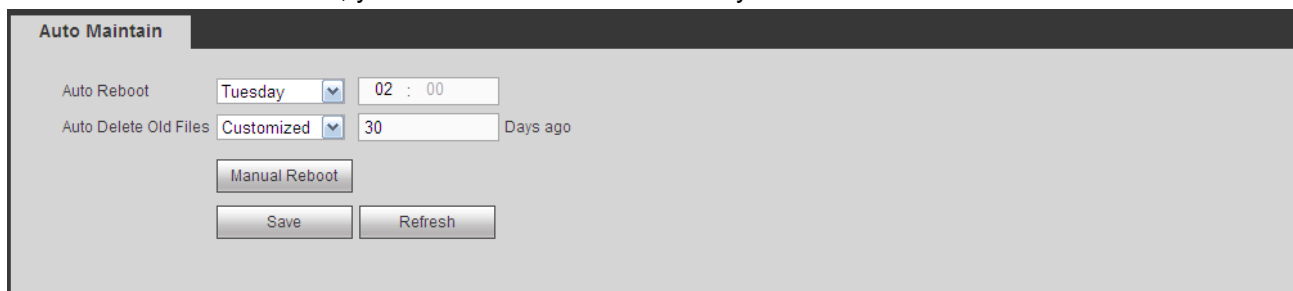 Auto Maintain
Auto Reboot Tuesday 02 : 00
Auto Delete Old Files Customized 30 Days ago
Manual Reboot
Save Refresh